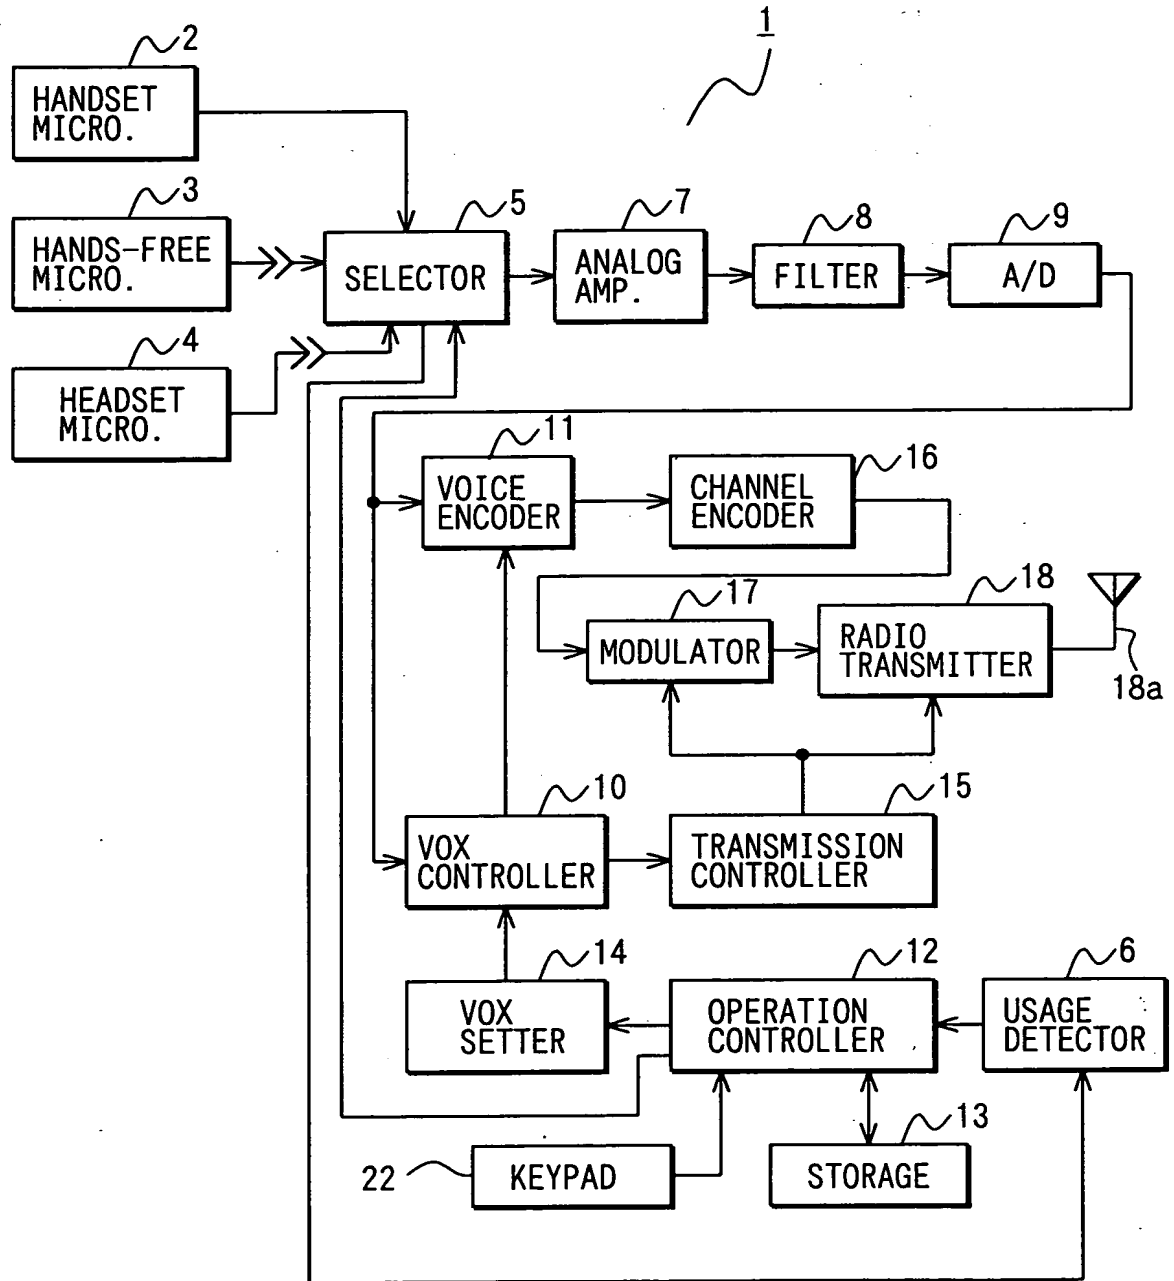 1
2
HANDSET
MICRO.
3
HANDS-FREE
MICRO.
4
HEADSET
MICRO.
5
SELECTOR
7
ANALOG
AMP.
8
FILTER
9
A/D
11
VOICE
ENCODER
16
CHANNEL
ENCODER
17
MODULATOR
18
RADIO
TRANSMITTER
18a
10
VOX
CONTROLLER
15
TRANSMISSION
CONTROLLER
14
VOX
SETTER
12
OPERATION
CONTROLLER
6
USAGE
DETECTOR
22
KEYPAD
13
STORAGE